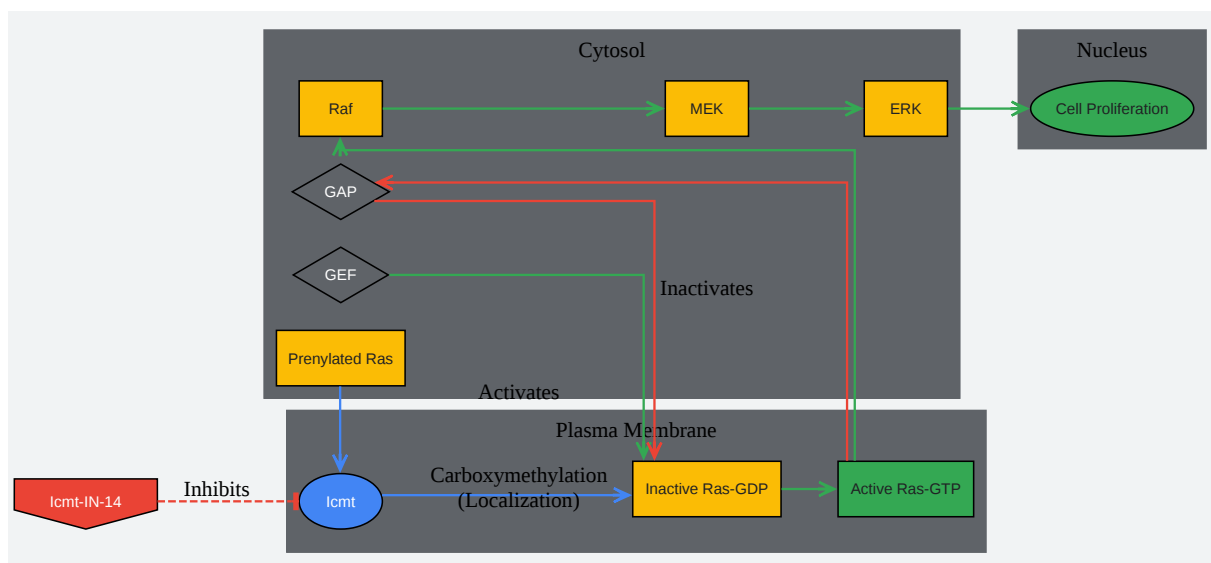 Cytosol
Nucleus
Raf
MEK
ERK
Cell Proliferation
GAP
GEF
Inactivates
Prenylated Ras
Activates
Plasma Membrane
Icmt-IN-14
Inhibits
Icmt
Carboxymethylation
(Localization)
Inactive Ras-GDP
Active Ras-GTP